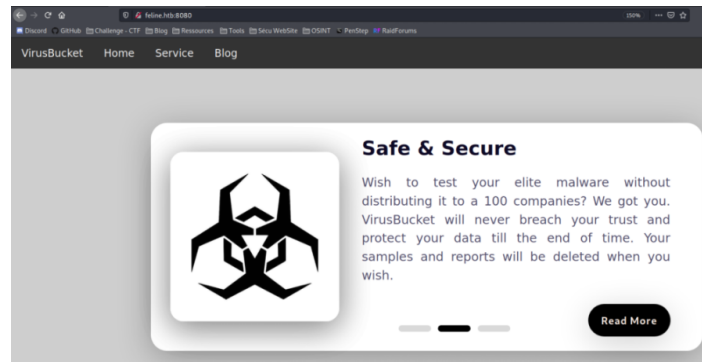 feline.htb:8080
150%
Discord GitHub Challenge - CTF Blog Ressources Tools Sécu WebSite OSINT PenStep RaidForums
VirusBucket Home Service Blog
Safe & Secure
Wish to test your elite malware without
distributing it to a 100 companies? We got you.
VirusBucket will never breach your trust and
protect your data till the end of time. Your
samples and reports will be deleted when you
wish.
Read More